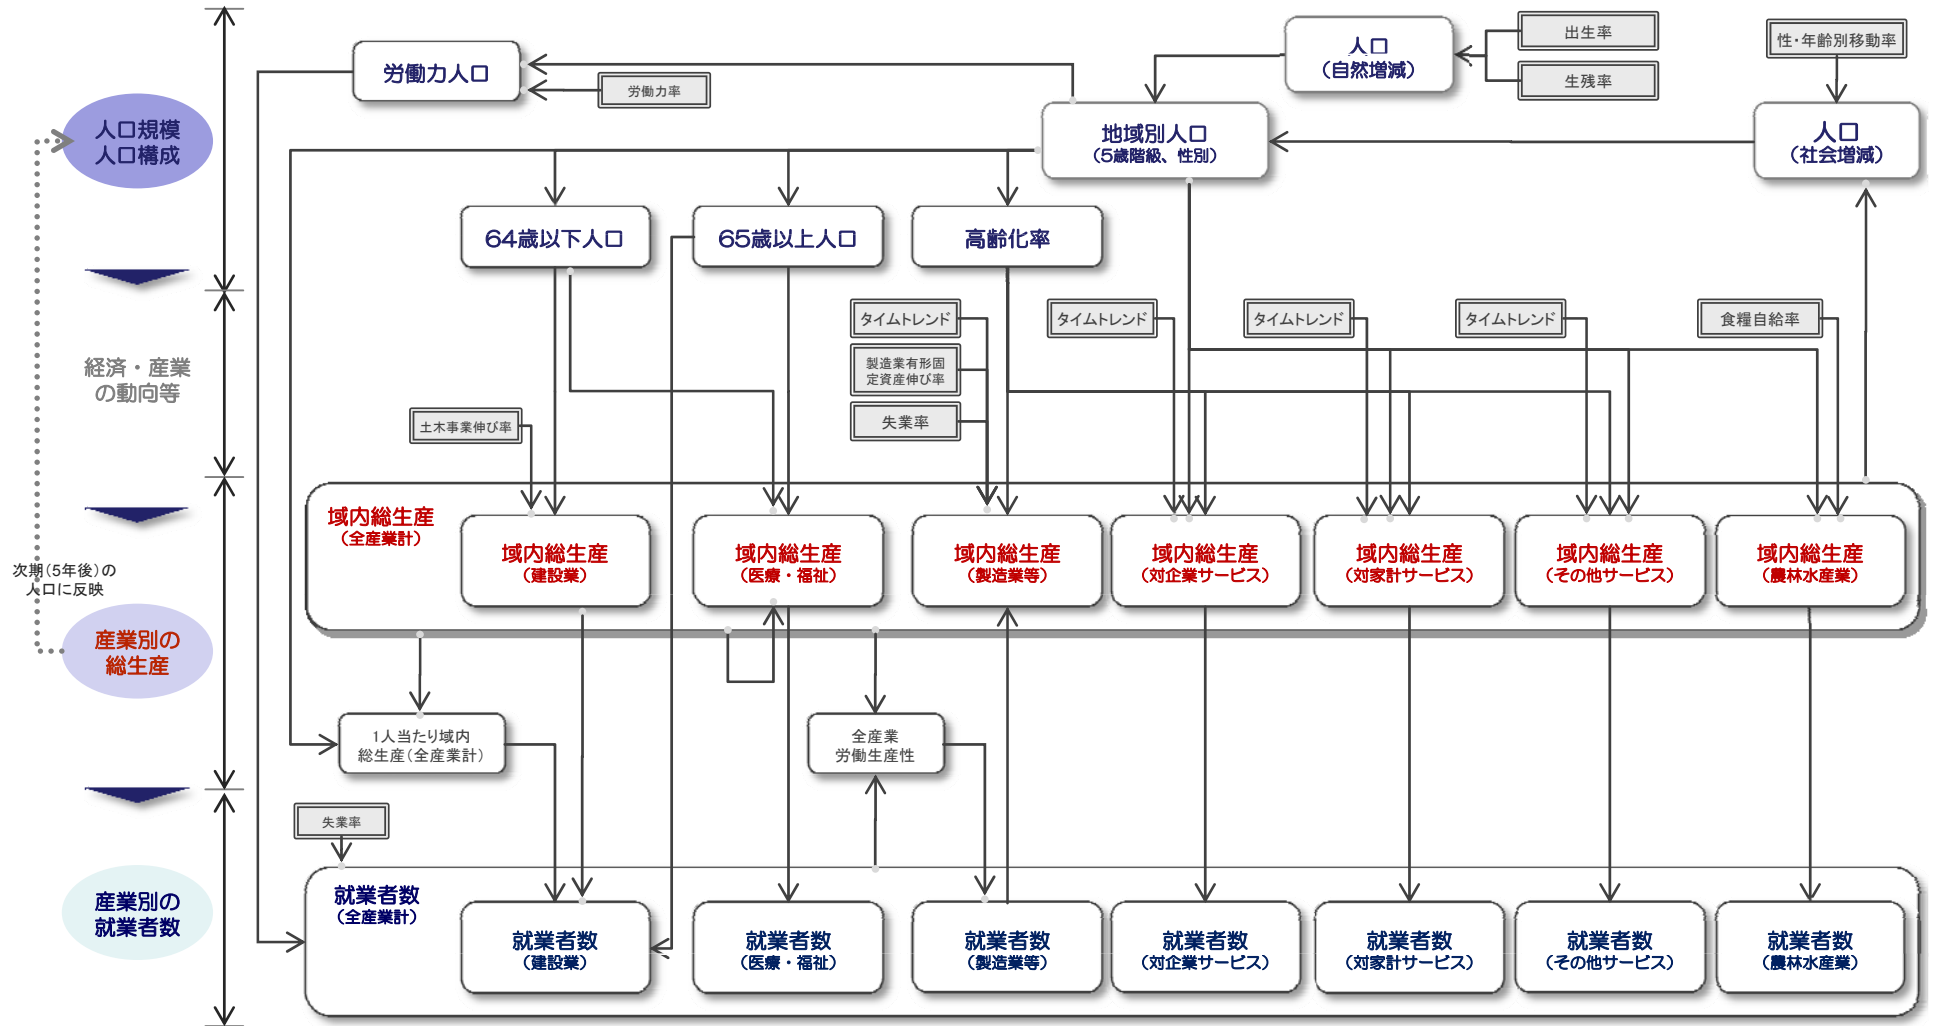 出生率
性・年齢別移動率
人口
（自然増減）
労働力人口
生残率
労働力率
人口規模
人口構成
地域別人口
（5歳階級、性別）
人口
（社会増減）
64歳以下人口
65歳以上人口
高齢化率
タイムトレンド
タイムトレンド
タイムトレンド
タイムトレンド
食糧自給率
経済・産業
の動向等
製造業有形固
定資産伸び率
失業率
土木事業伸び率
域内総生産
（全産業計）
域内総生産
（建設業）
域内総生産
（医療・福祉）
域内総生産
（製造業等）
域内総生産
（対企業サービス）
域内総生産
（対家計サービス）
域内総生産
（その他サービス）
域内総生産
（農林水産業）
次期（5年後）の
人口に反映
産業別の
総生産
1人当たり域内
総生産（全産業計）
全産業
労働生産性
失業率
産業別の
就業者数
就業者数
（全産業計）
就業者数
（建設業）
就業者数
（医療・福祉）
就業者数
（製造業等）
就業者数
（対企業サービス）
就業者数
（対家計サービス）
就業者数
（その他サービス）
就業者数
（農林水産業）